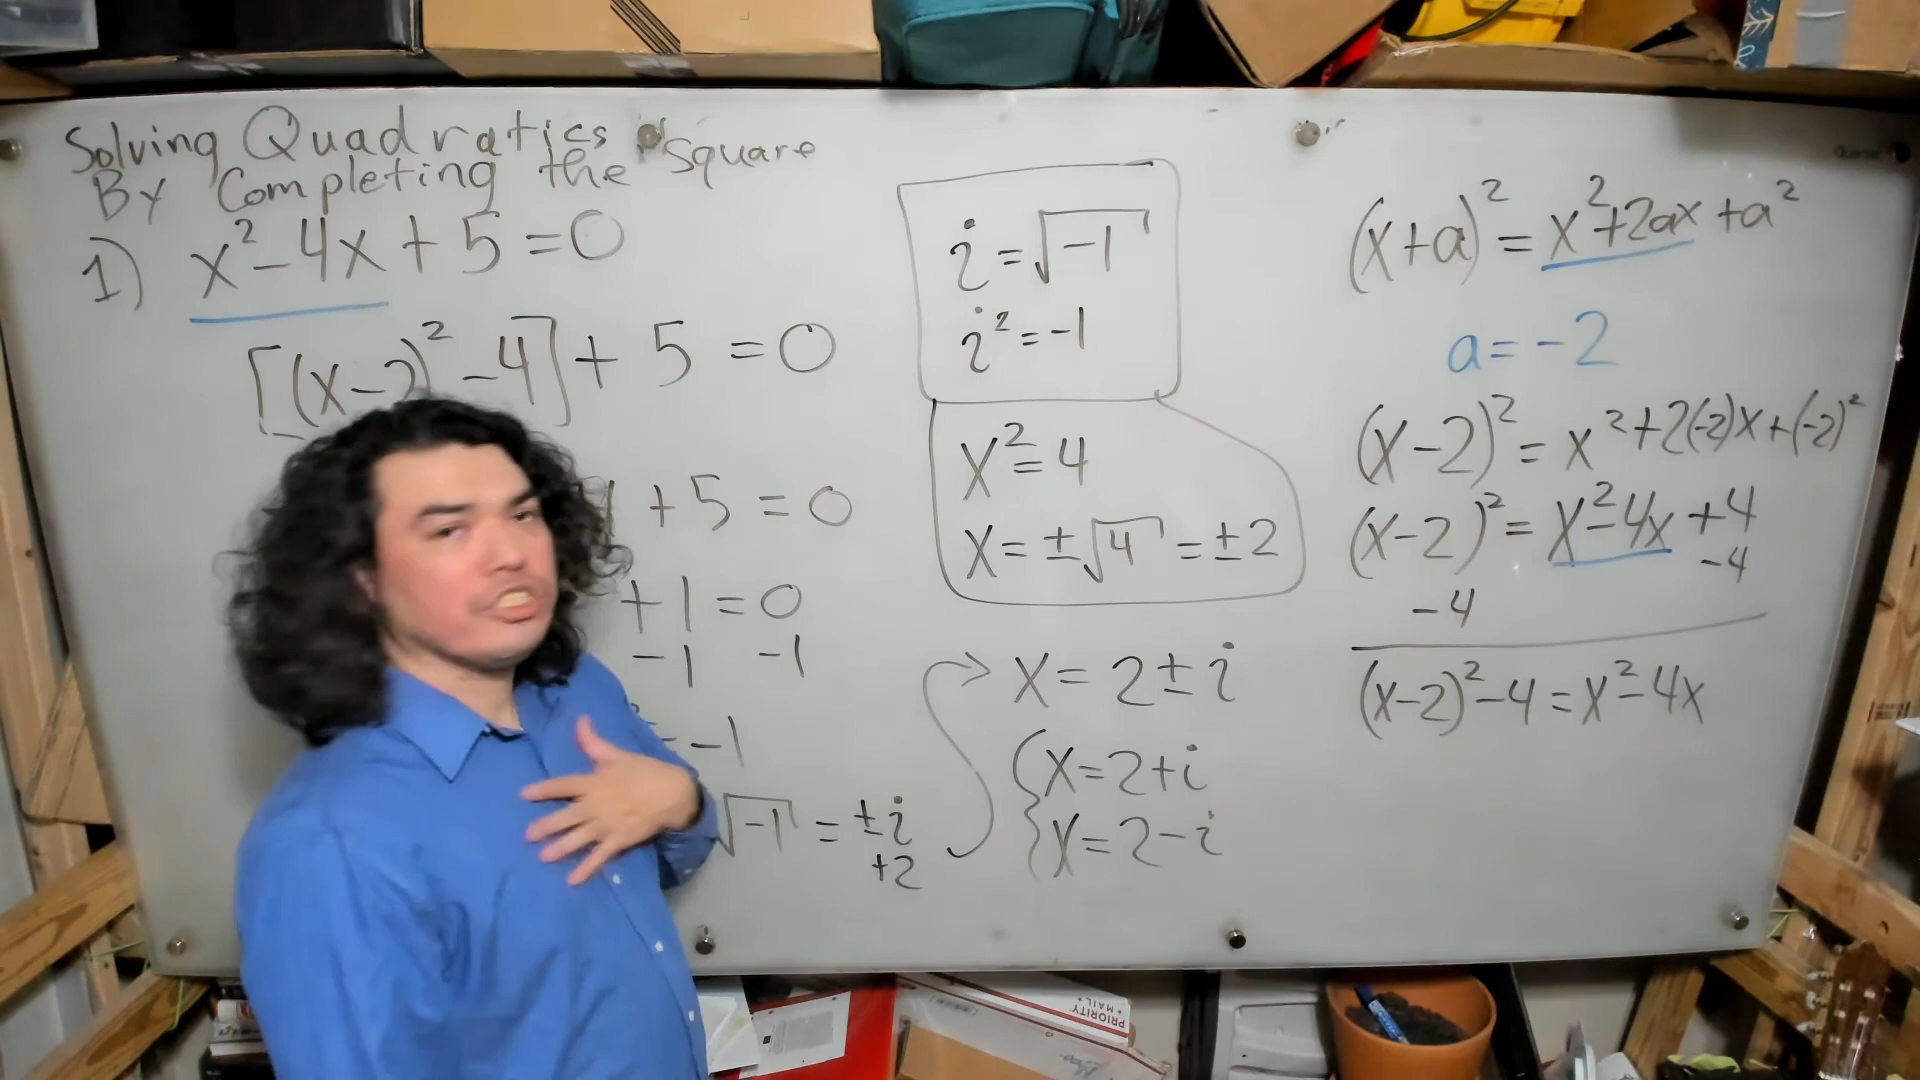 Solving Quadratics
By Completing the Square
1) x²-4x+5=0
[(x-2)²-4]+5=0
+5=0
+1=0
-1 -1
=-1
√-1=±i
+2
i=√-1
i²=-1
x²=4
x=±√4=±2
x=2±i
{x=2+i
x=2-i
(x+a)²=x²+2ax+a²
a=-2
(x-2)²=x²+2(-2)x+(-2)²
(x-2)²=x²-4x+4
-4 -4
(x-2)²-4=x²-4x
PRIORITY
MAIL